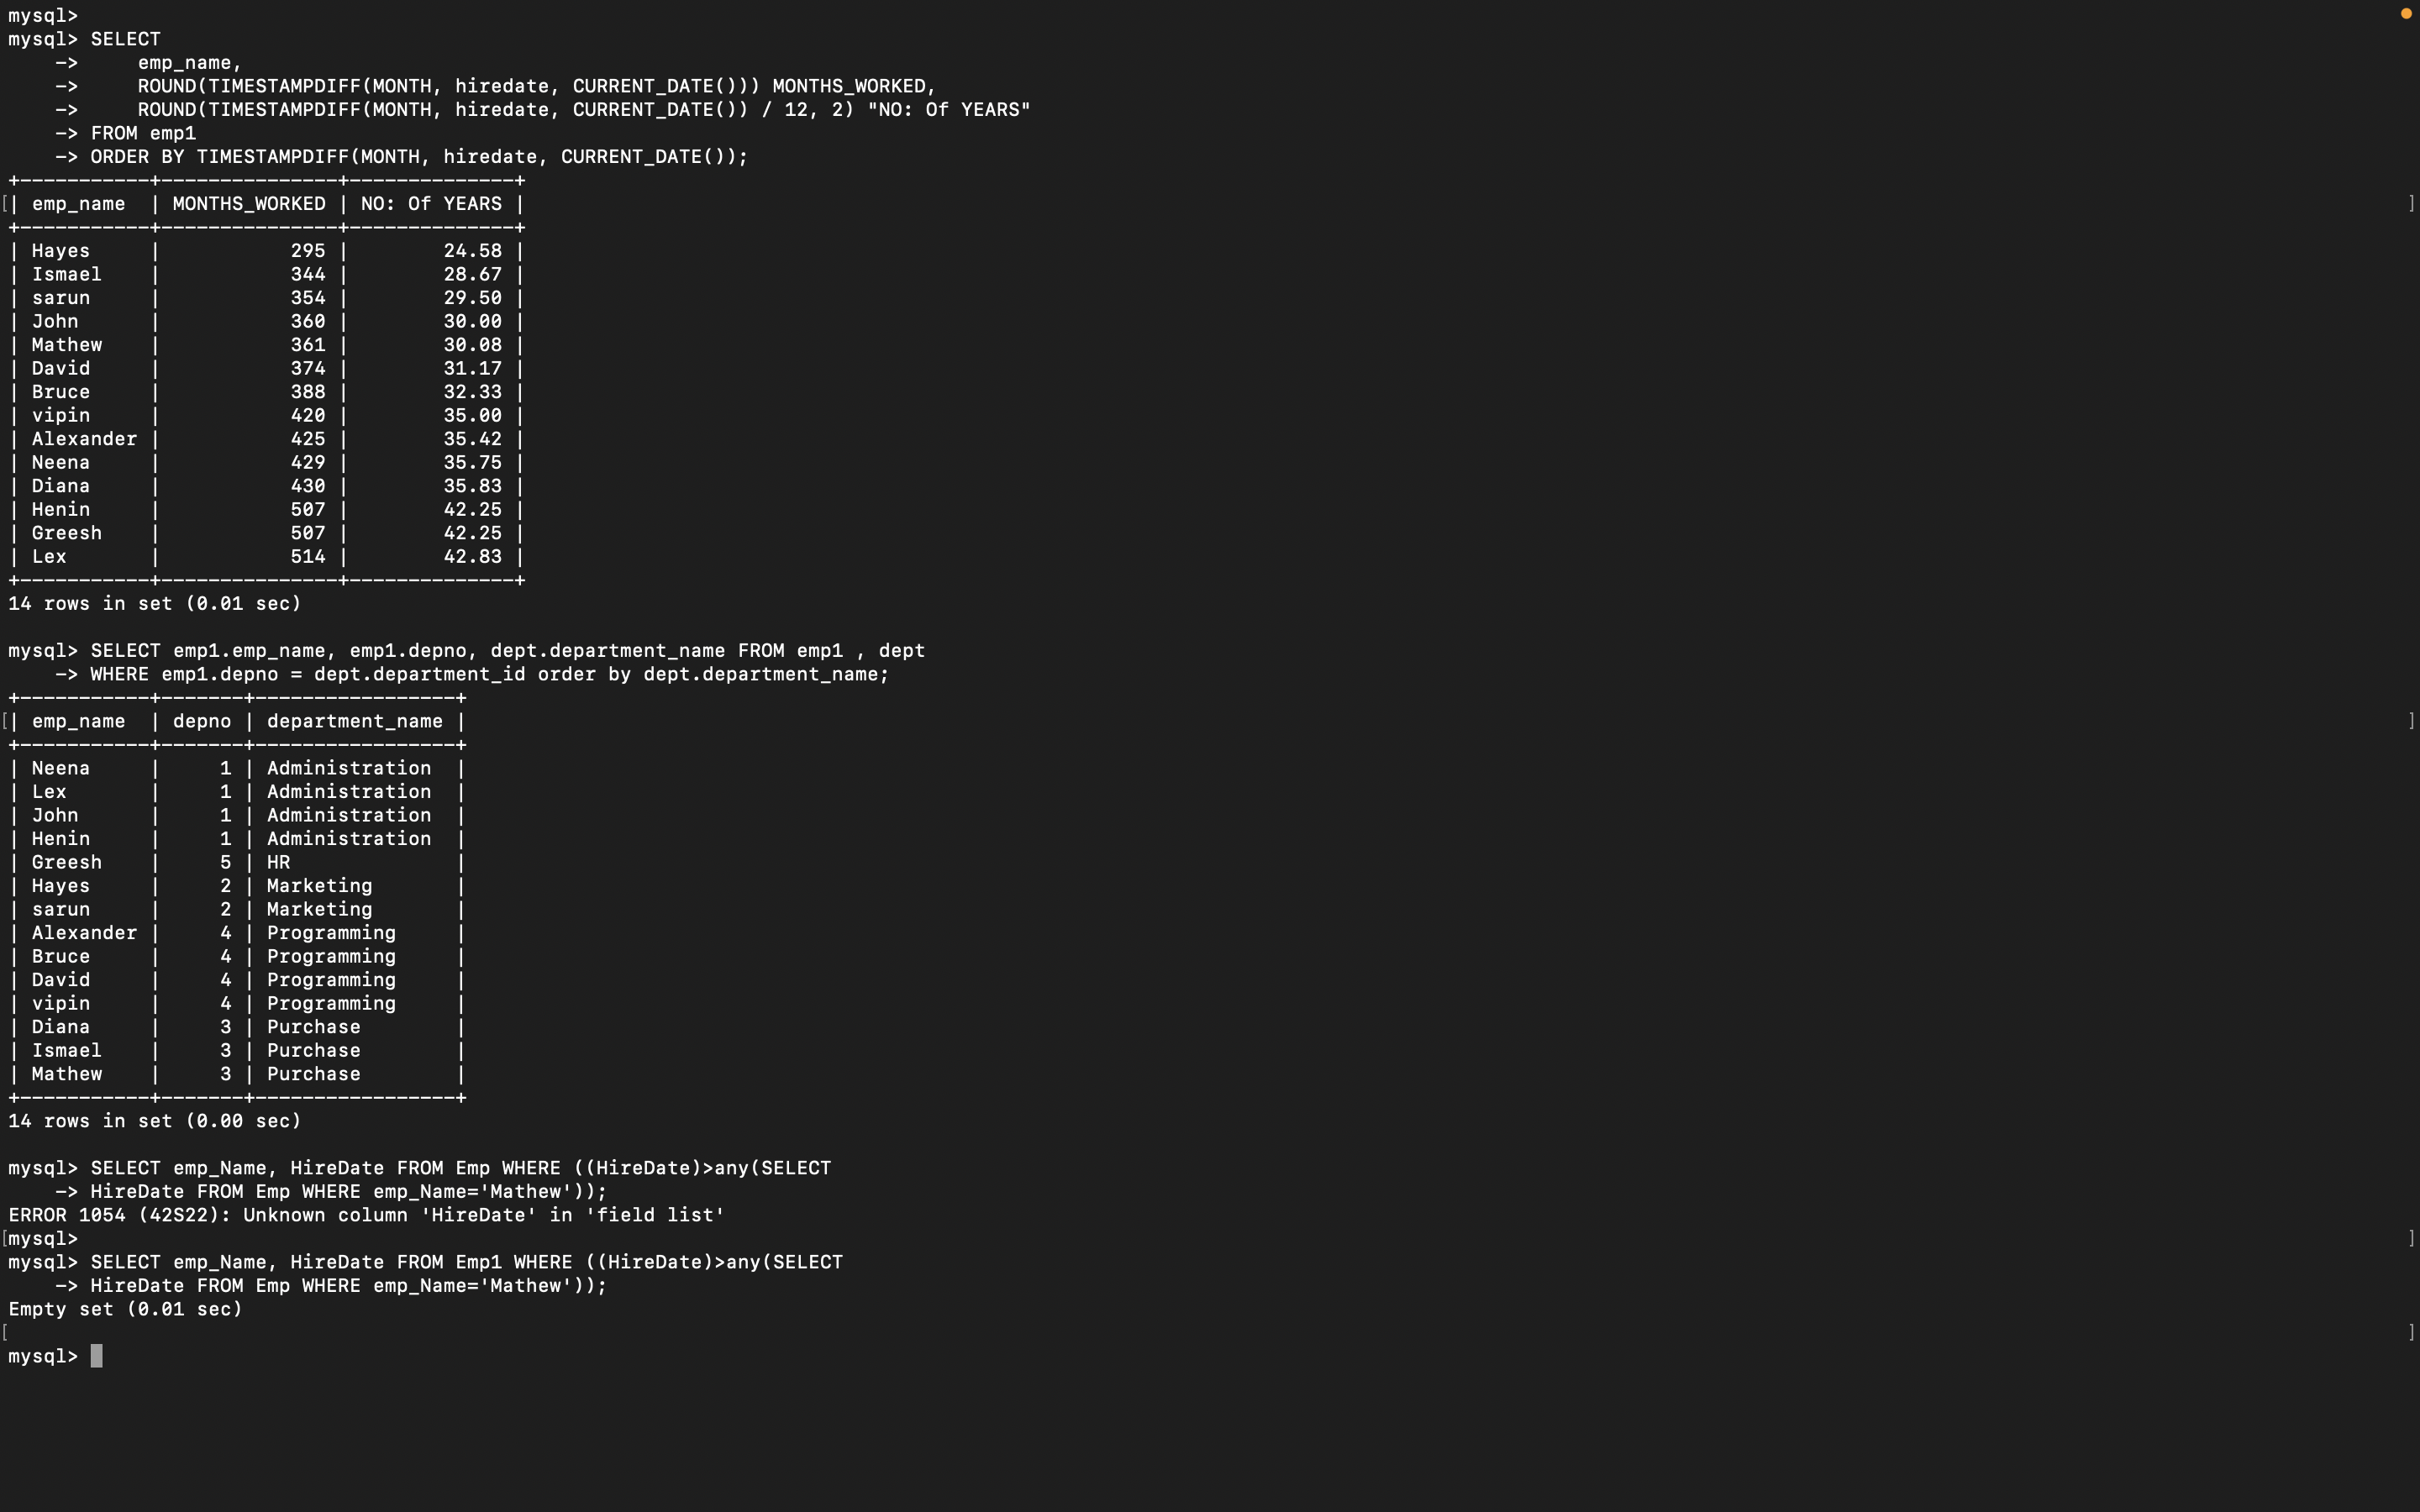 mysql>
mysql> SELECT
    ->     emp_name,
    ->     ROUND(TIMESTAMPDIFF(MONTH, hiredate, CURRENT_DATE())) MONTHS_WORKED,
    ->     ROUND(TIMESTAMPDIFF(MONTH, hiredate, CURRENT_DATE()) / 12, 2) "NO: Of YEARS"
    -> FROM emp1
    -> ORDER BY TIMESTAMPDIFF(MONTH, hiredate, CURRENT_DATE());
+-----------+---------------+--------------+
[| emp_name  | MONTHS_WORKED | NO: Of YEARS | ]
+-----------+---------------+--------------+
| Hayes     |           295 |        24.58 |
| Ismael    |           344 |        28.67 |
| sarun     |           354 |        29.50 |
| John      |           360 |        30.00 |
| Mathew    |           361 |        30.08 |
| David     |           374 |        31.17 |
| Bruce     |           388 |        32.33 |
| vipin     |           420 |        35.00 |
| Alexander |           425 |        35.42 |
| Neena     |           429 |        35.75 |
| Diana     |           430 |        35.83 |
| Henin     |           507 |        42.25 |
| Greesh    |           507 |        42.25 |
| Lex       |           514 |        42.83 |
+-----------+---------------+--------------+
14 rows in set (0.01 sec)

mysql> SELECT emp1.emp_name, emp1.depno, dept.department_name FROM emp1 , dept
    -> WHERE emp1.depno = dept.department_id order by dept.department_name;
+-----------+-------+-----------------+
[| emp_name  | depno | department_name | ]
+-----------+-------+-----------------+
| Neena     |     1 | Administration  |
| Lex       |     1 | Administration  |
| John      |     1 | Administration  |
| Henin     |     1 | Administration  |
| Greesh    |     5 | HR              |
| Hayes     |     2 | Marketing       |
| sarun     |     2 | Marketing       |
| Alexander |     4 | Programming     |
| Bruce     |     4 | Programming     |
| David     |     4 | Programming     |
| vipin     |     4 | Programming     |
| Diana     |     3 | Purchase        |
| Ismael    |     3 | Purchase        |
| Mathew    |     3 | Purchase        |
+-----------+-------+-----------------+
14 rows in set (0.00 sec)

mysql> SELECT emp_Name, HireDate FROM Emp WHERE ((HireDate)>any(SELECT
    -> HireDate FROM Emp WHERE emp_Name='Mathew'));
ERROR 1054 (42S22): Unknown column 'HireDate' in 'field list'
[mysql> ]
mysql> SELECT emp_Name, HireDate FROM Emp1 WHERE ((HireDate)>any(SELECT
    -> HireDate FROM Emp WHERE emp_Name='Mathew'));
Empty set (0.01 sec)
[ ]
mysql>